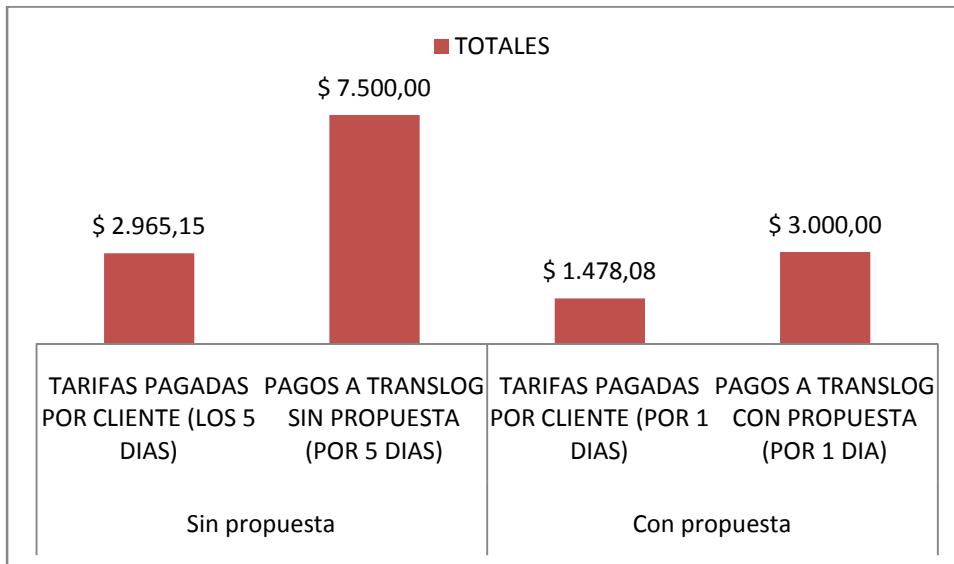 TOTALES
$ 7.500,00
$ 2.965,15
$ 3.000,00
$ 1.478,08
TARIFAS PAGADAS
POR CLIENTE (LOS 5
DIAS)
PAGOS A TRANSLOG
SIN PROPUESTA
(POR 5 DIAS)
TARIFAS PAGADAS
POR CLIENTE (POR 1
DIAS)
PAGOS A TRANSLOG
CON PROPUESTA
(POR 1 DIA)
Sin propuesta
Con propuesta